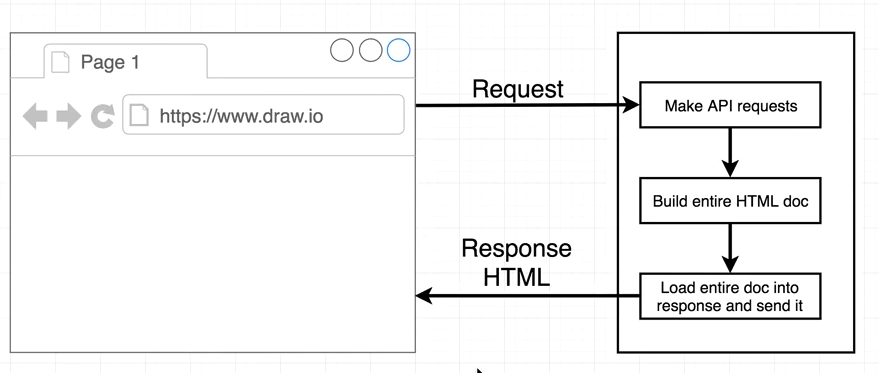 Page 1
https://www.draw.io
Request
Make API requests
Build entire HTML doc
Response
HTML
Load entire doc into
response and send it